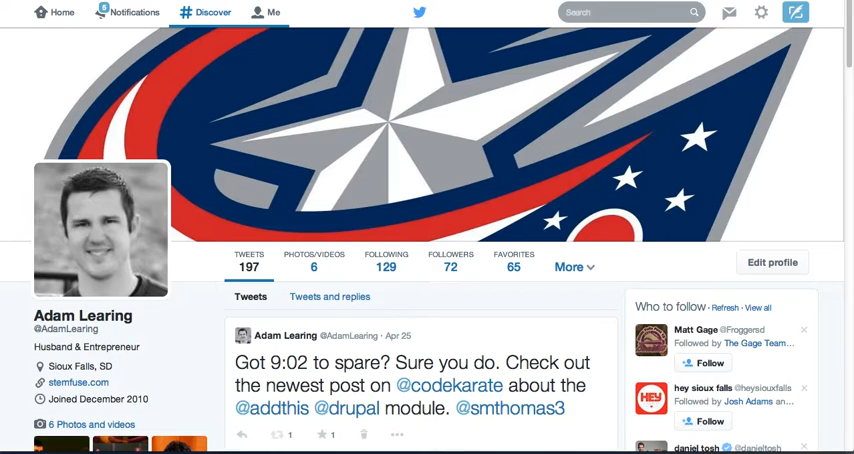 Home
5
Notifications
Discover
Me
Search
TWEETS
197
PHOTOS/VIDEOS
6
FOLLOWING
129
FOLLOWERS
72
FAVORITES
65
More
Edit profile
Adam Learing
@AdamLearing
Husband & Entrepreneur
Sioux Falls, SD
stemfuse.com
Joined December 2010
6 Photos and videos
Tweets
Tweets and replies
Adam Learing @AdamLearing · Apr 25
Got 9:02 to spare? Sure you do. Check out
the newest post on @codekarate about the
@addthis @drupal module. @smthomas3
1
1
Who to follow · Refresh · View all
Matt Gage @Froggersd
Followed by The Gage Team...
Follow
HEY
hey sioux falls @heysiouxfalls
Followed by Josh Adams an...
Follow
daniel tosh @danieltosh